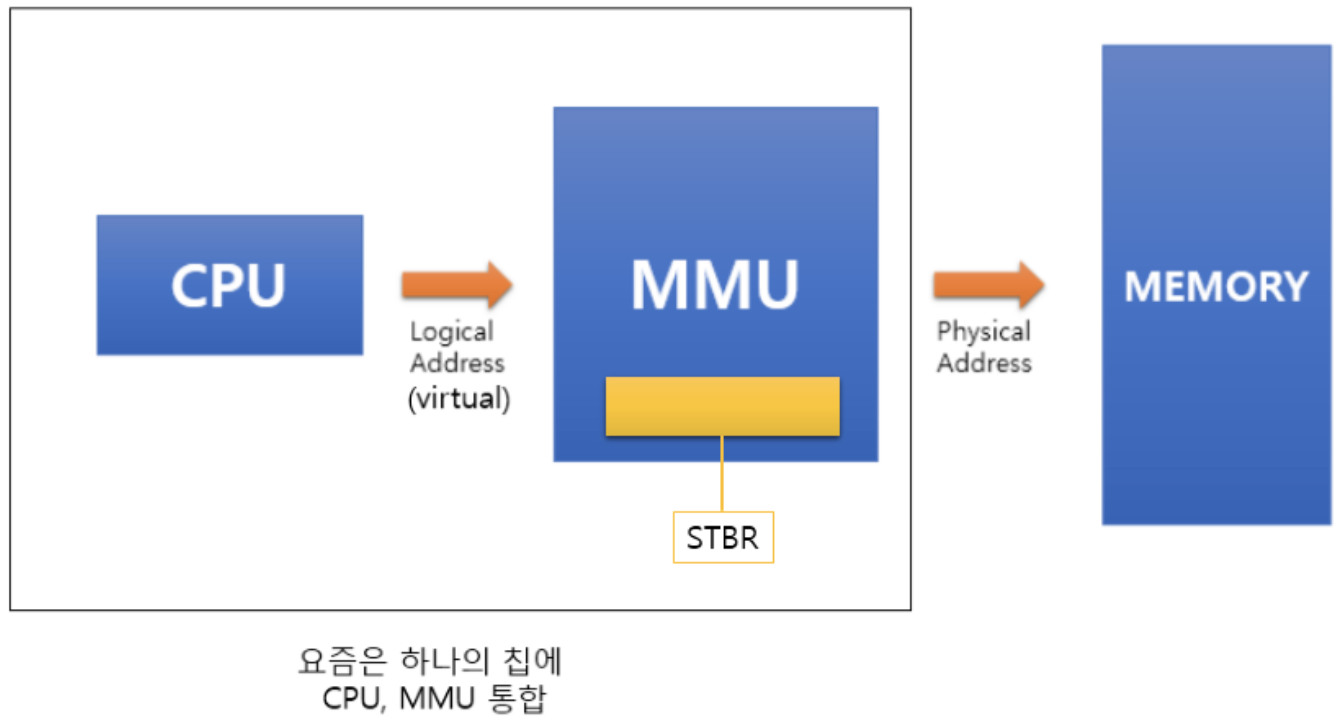 CPU
Logical
Address
(virtual)
MMU
STBR
Physical
Address
MEMORY
요즘은 하나의 칩에
CPU, MMU 통합